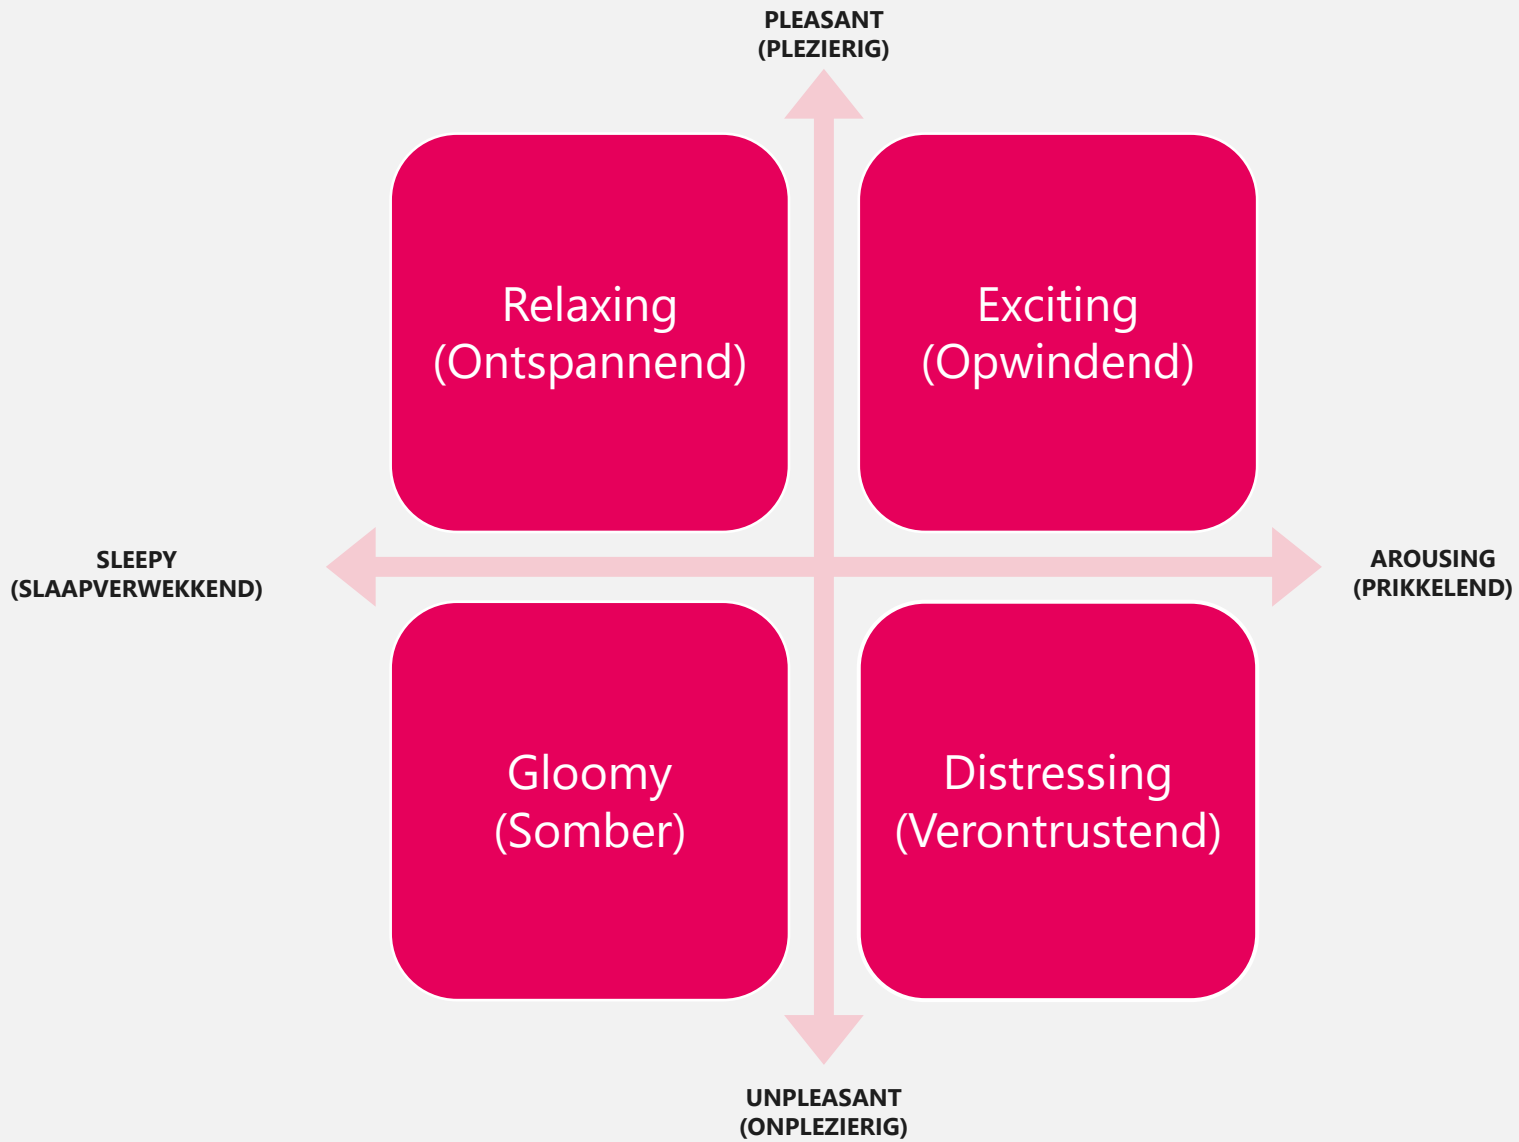 PLEASANT
(PLEZIERIG)
Relaxing
(Ontspannend)
Exciting
(Opwindend)
SLEEPY
(SLAAPVERWEKKEND)
AROUSING
(PRIKKELEND)
Gloomy
(Somber)
Distressing
(Verontrustend)
UNPLEASANT
(ONPLEZIERIG)